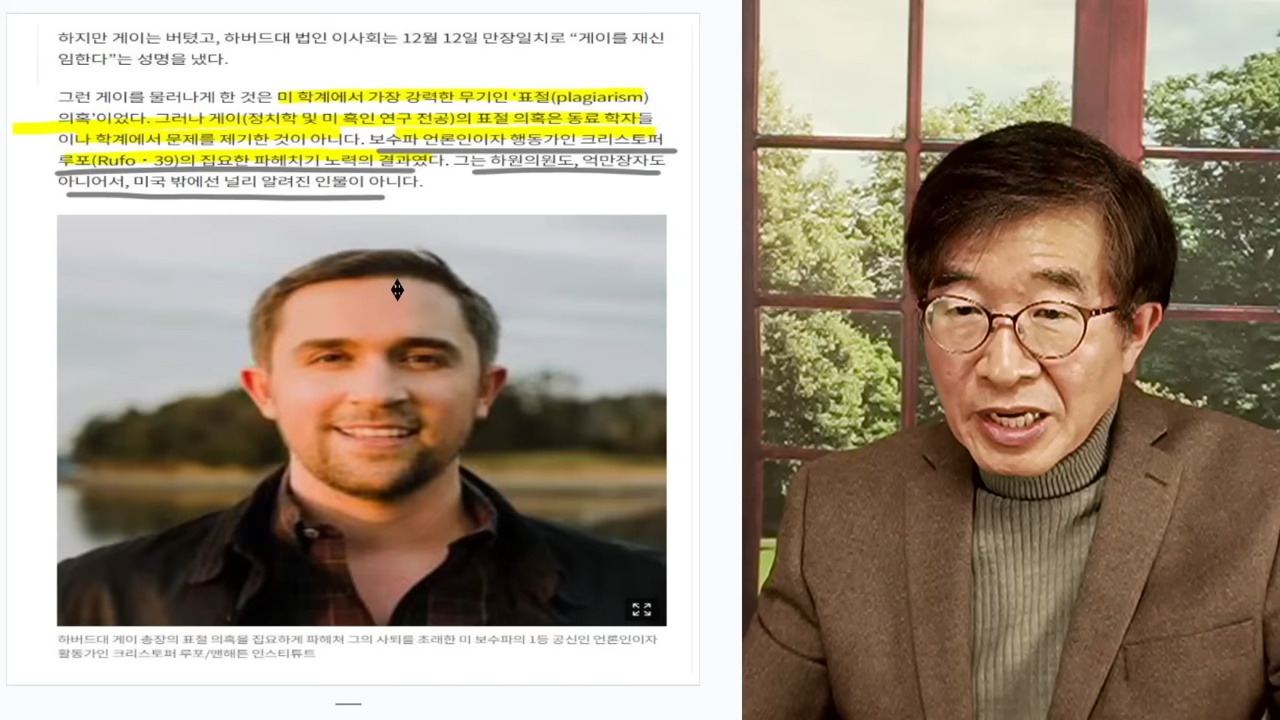 하지만 게이는 버텼고, 하버드대 법인 이사회는 12월 12일 만장일치로 “게이를 재신
임한다”는 성명을 냈다.
그런 게이를 물러나게 한 것은 미 학계에서 가장 강력한 무기인 ‘표절(plagiarism)
의혹’이었다. 그러나 게이(정치학 및 미 흑인 연구 전공)의 표절 의혹은 동료 학자들
이나 학계에서 문제를 제기한 것이 아니다. 보수파 언론인이자 행동가인 크리스토퍼
루포(Rufo·39)의 집요한 파헤치기 노력의 결과였다. 그는 하원의원도, 억만장자도
아니어서, 미국 밖에선 널리 알려진 인물이 아니다.
하버드대 게이 총장의 표절 의혹을 집요하게 파헤쳐 그의 사퇴를 초래한 미 보수파의 1등 공신인 언론인이자
활동가인 크리스토퍼 루포/맨해튼 인스티튜트